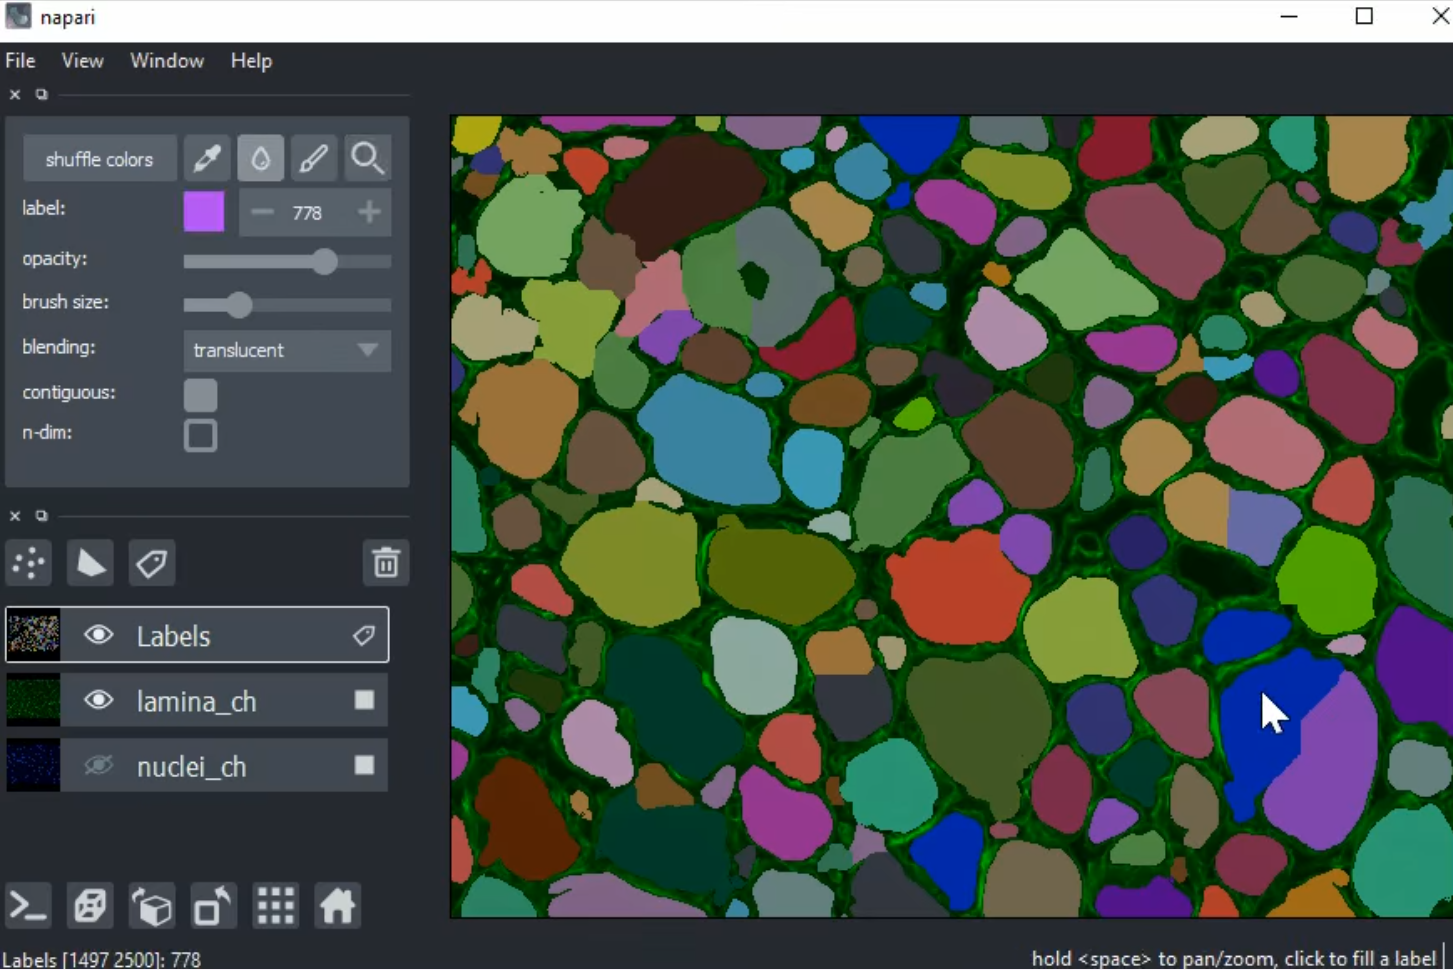 napari
File View Window Help
shuffle colors
label: 778
opacity:
brush size:
blending: translucent
contiguous:
n-dim:
Labels
lamina_ch
nuclei_ch
Labels [1497 2500]: 778
hold <space> to pan/zoom, click to fill a label